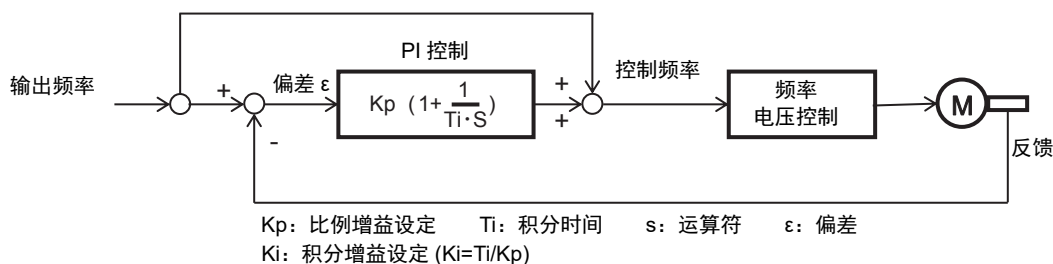 PI 控制
输出频率
+
偏差 ε
Kp（1+1/Ti·S）
+
+
控制频率
频率
电压控制
M
-
反馈
Kp：比例增益设定 Ti：积分时间 s：运算符 ε：偏差
Ki：积分增益设定 (Ki=Ti/Kp)